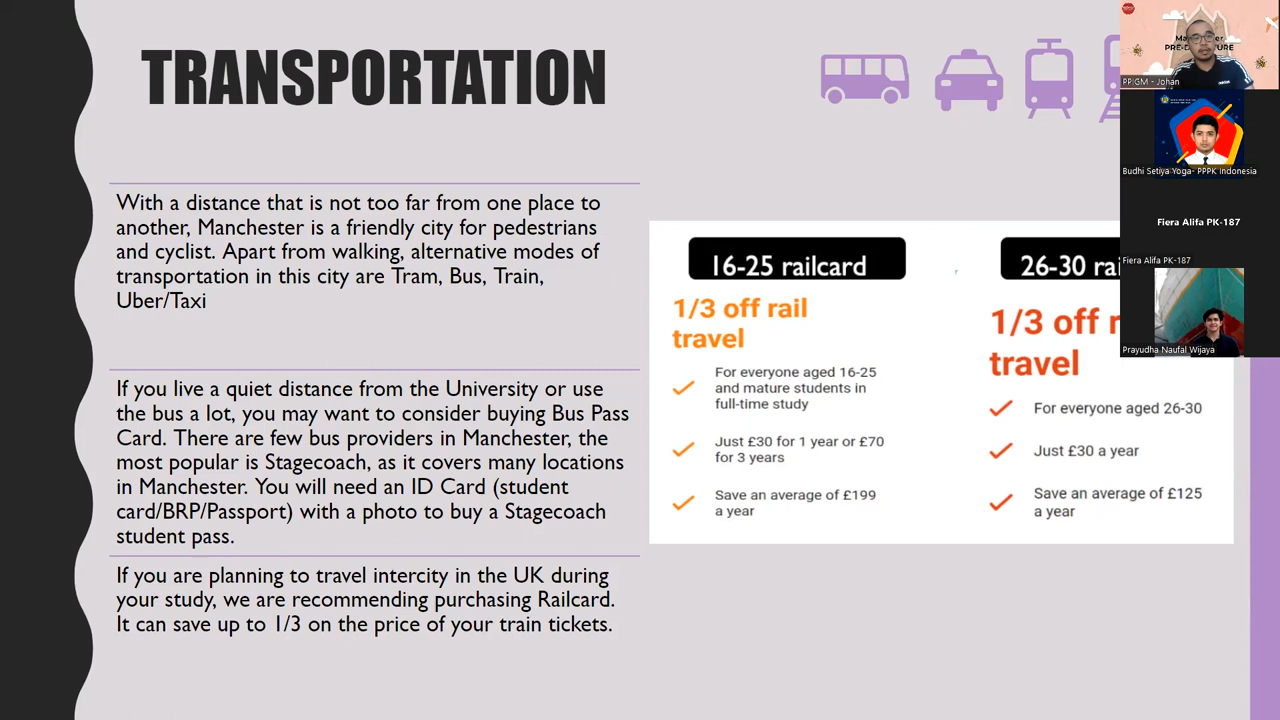 TRANSPORTATION
With a distance that is not too far from one place to
another, Manchester is a friendly city for pedestrians
and cyclist. Apart from walking, alternative modes of
transportation in this city are Tram, Bus, Train,
Uber/Taxi
If you live a quiet distance from the University or use
the bus a lot, you may want to consider buying Bus Pass
Card. There are few bus providers in Manchester, the
most popular is Stagecoach, as it covers many locations
in Manchester. You will need an ID Card (student
card/BRP/Passport) with a photo to buy a Stagecoach
student pass.
If you are planning to travel intercity in the UK during
your study, we are recommending purchasing Railcard.
It can save up to 1/3 on the price of your train tickets.
16-25 railcard
1/3 off rail
travel
For everyone aged 16-25
and mature students in
full-time study
Just £30 for 1 year or £70
for 3 years
Save an average of £199
a year
26-30 rai
1/3 off r
travel
For everyone aged 26-30
Just £30 a year
Save an average of £125
a year
PPIGM - Johan
Budhi Setiya Yoga- PPPK Indonesia
Fiera Alifa PK-187
Fiera Alifa PK-187
Prayudha Naufal Wijaya